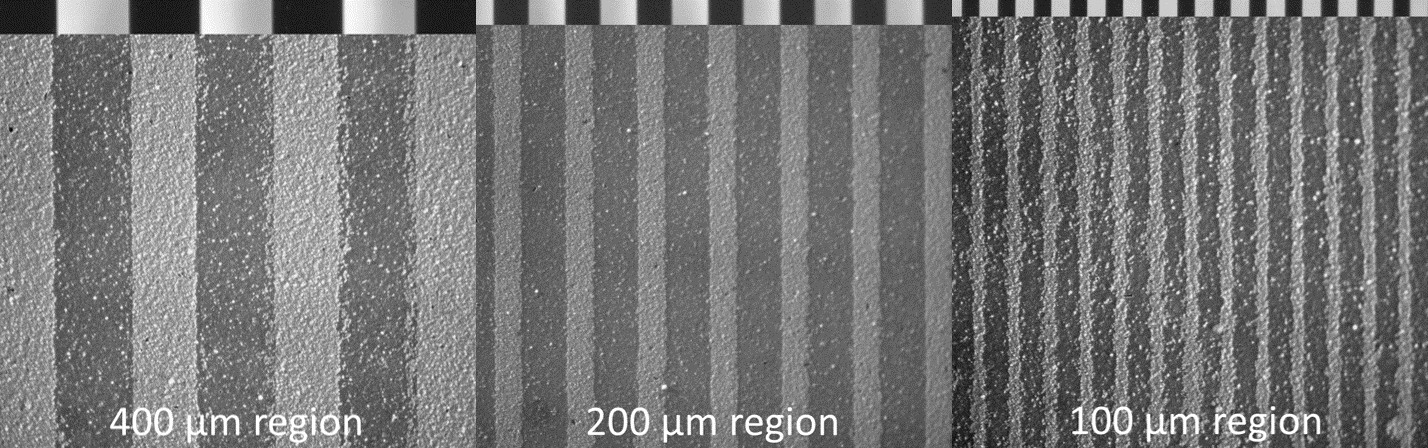 400 μm region
200 μm region
100 μm region